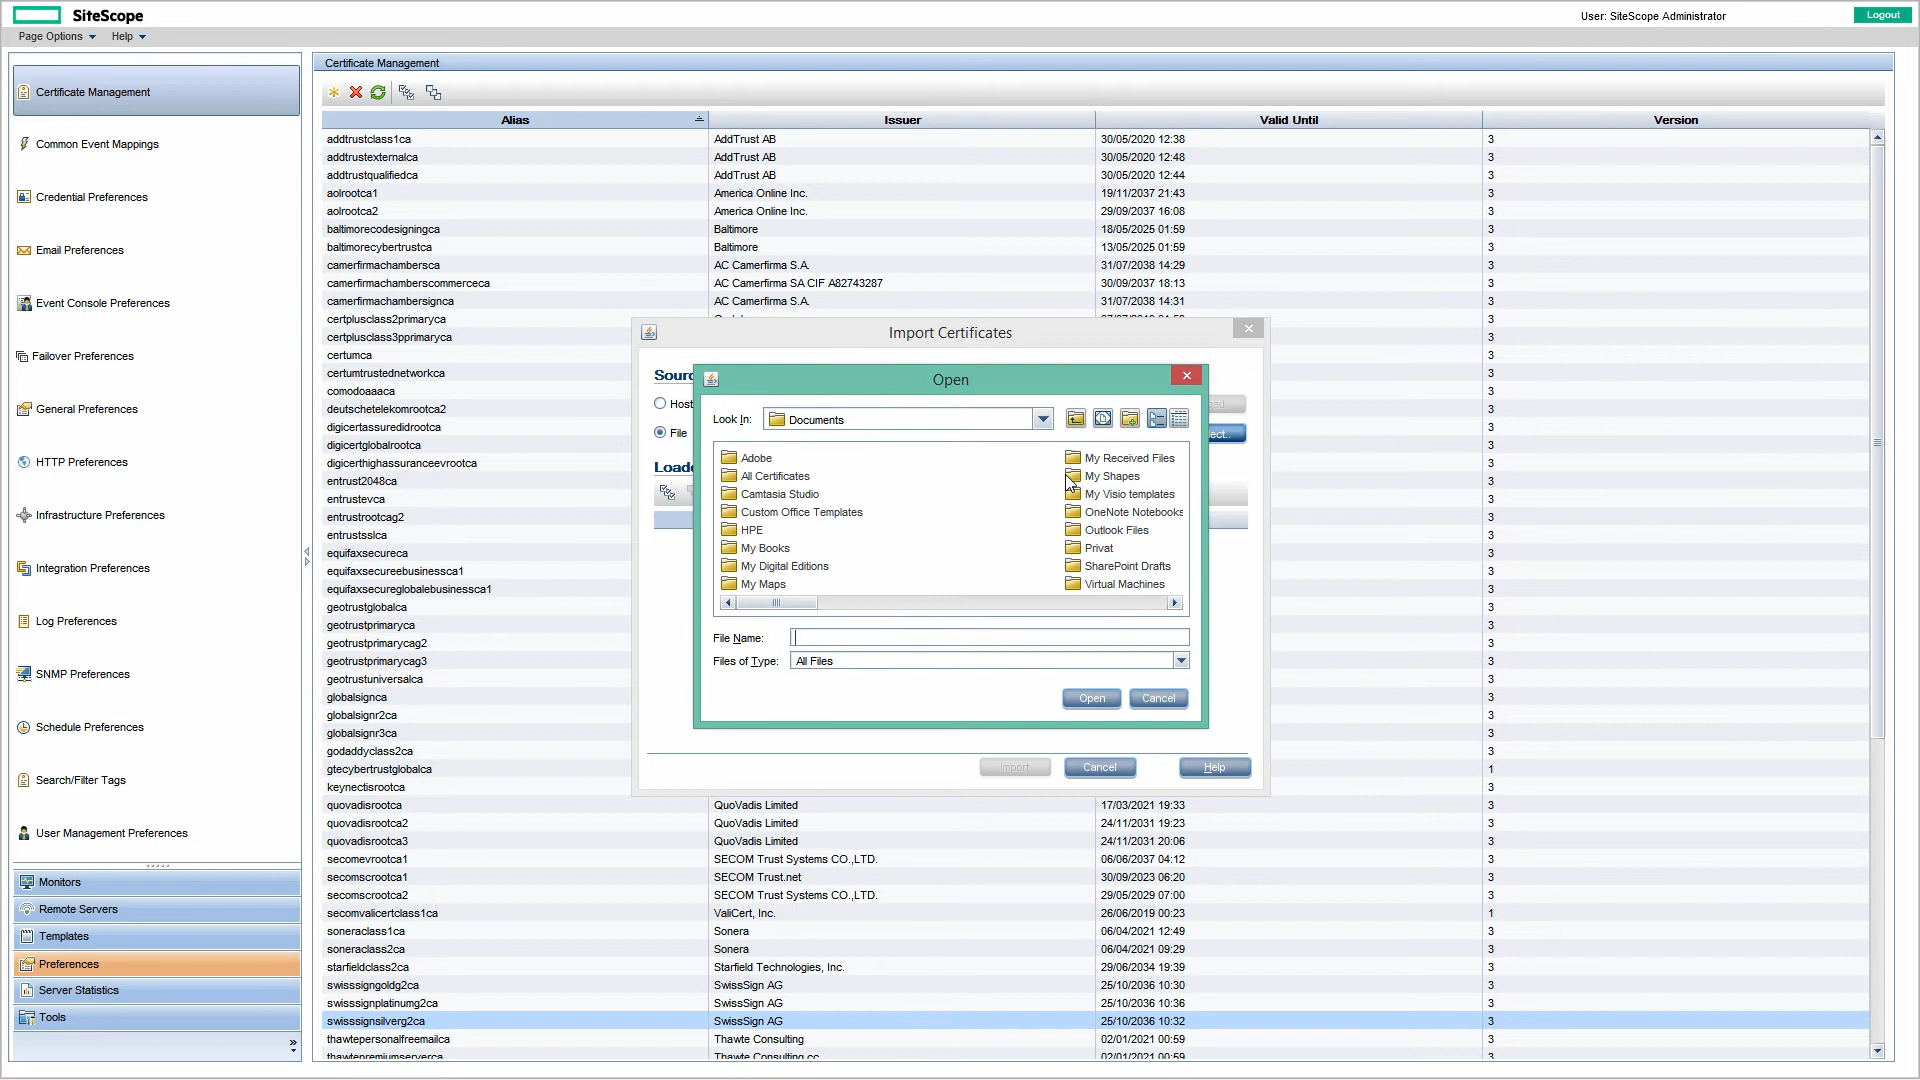 SiteScope
User: SiteScope Administrator
Logout
Page Options
Help
Certificate Management
Common Event Mappings
Credential Preferences
Email Preferences
Event Console Preferences
Failover Preferences
General Preferences
HTTP Preferences
Infrastructure Preferences
Integration Preferences
Log Preferences
SNMP Preferences
Schedule Preferences
Search/Filter Tags
User Management Preferences
Monitors
Remote Servers
Templates
Preferences
Server Statistics
Tools
Certificate Management
Alias Issuer Valid Until Version
addtrustclass1ca AddTrust AB 30/05/2020 12:38 3
addtrustexternalca AddTrust AB 30/05/2020 12:48 3
addtrustqualifiedca AddTrust AB 30/05/2020 12:44 3
aolrootca1 America Online Inc. 19/11/2037 21:43 3
aolrootca2 America Online Inc. 29/09/2037 16:08 3
baltimorecodesigningca Baltimore 18/05/2025 01:59 3
baltimorecybertrustca Baltimore 13/05/2025 01:59 3
camerfirmachambersca AC Camerfirma S.A. 31/07/2038 14:29 3
camerfirmachamberscommerceca AC Camerfirma SA CIF A82743287 30/09/2037 18:13 3
camerfirmachambersignca AC Camerfirma S.A. 31/07/2038 14:31 3
certplusclass2primaryca 3
certplusclass3pprimaryca 3
certumca 3
certumtrustednetworkca 3
comodoaaaca 3
deutschetelekomrootca2 3
digicertassuredidrootca 3
digicertglobalrootca 3
digicerthighassuranceevrootca 3
entrust2048ca 3
entrustevca 3
entrustrootcag2 3
entrustsslca 3
equifaxsecureca 3
equifaxsecureebusinessca1 3
equifaxsecureglobalebusinessca1 3
geotrustglobalca 3
geotrustprimaryca 3
geotrustprimarycag2 3
geotrustprimarycag3 3
geotrustuniversalca 3
globalsignca 3
globalsignr2ca 3
globalsignr3ca 3
godaddyclass2ca 3
gtecybertrustglobalca 1
keynectisrootca 3
quovadisrootca QuoVadis Limited 17/03/2021 19:33 3
quovadisrootca2 QuoVadis Limited 24/11/2031 19:23 3
quovadisrootca3 QuoVadis Limited 24/11/2031 20:06 3
secomevrootca1 SECOM Trust Systems CO.,LTD. 06/06/2037 04:12 3
secomscrootca1 SECOM Trust.net 30/09/2023 06:20 3
secomscrootca2 SECOM Trust Systems CO.,LTD. 29/05/2029 07:00 3
secomvalicertclass1ca ValiCert, Inc. 26/06/2019 00:23 1
soneraclass1ca Sonera 06/04/2021 12:49 3
soneraclass2ca Sonera 06/04/2021 09:29 3
starfieldclass2ca Starfield Technologies, Inc. 29/06/2034 19:39 3
swisssigngoldg2ca SwissSign AG 25/10/2036 10:30 3
swisssignplatinumg2ca SwissSign AG 25/10/2036 10:36 3
swisssignsilverg2ca SwissSign AG 25/10/2036 10:32 3
thawtepersonalfreemailca Thawte Consulting 02/01/2021 00:59 3
thawtepremiumserverca Thawte Consulting cc 02/01/2021 00:59 3
Import Certificates
Host
File
Import
Cancel
Help
Open
Look In:
Documents
Adobe
All Certificates
Camtasia Studio
Custom Office Templates
HPE
My Books
My Digital Editions
My Maps
My Received Files
My Shapes
My Visio templates
OneNote Notebooks
Outlook Files
Privat
SharePoint Drafts
Virtual Machines
File Name:
Files of Type:
All Files
Open
Cancel